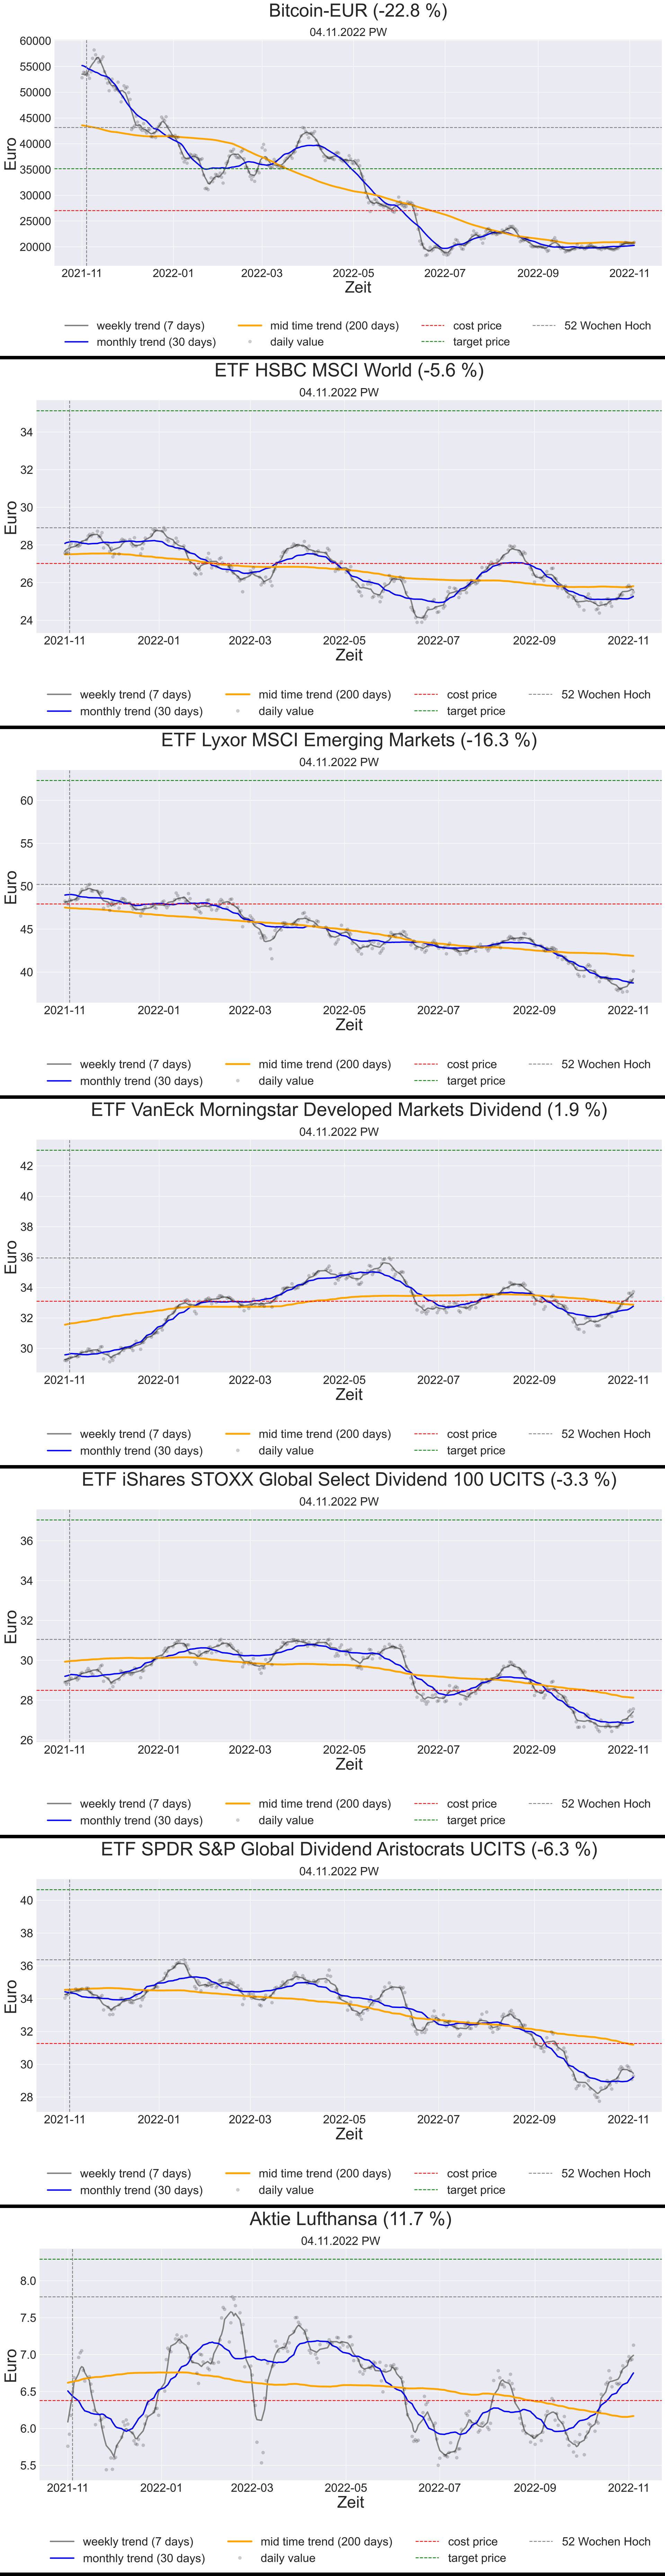 Bitcoin-EUR (-22.8 %)
04.11.2022 PW
60000
55000
50000
45000
40000
35000
30000
25000
20000
Euro
2021-11 2022-01 2022-03 2022-05 2022-07 2022-09 2022-11
Zeit
weekly trend (7 days) mid time trend (200 days) cost price 52 Wochen Hoch
monthly trend (30 days) daily value target price
ETF HSBC MSCI World (-5.6 %)
04.11.2022 PW
34
32
30
28
26
24
Euro
2021-11 2022-01 2022-03 2022-05 2022-07 2022-09 2022-11
Zeit
weekly trend (7 days) mid time trend (200 days) cost price 52 Wochen Hoch
monthly trend (30 days) daily value target price
ETF Lyxor MSCI Emerging Markets (-16.3 %)
04.11.2022 PW
60
55
50
45
40
Euro
2021-11 2022-01 2022-03 2022-05 2022-07 2022-09 2022-11
Zeit
weekly trend (7 days) mid time trend (200 days) cost price 52 Wochen Hoch
monthly trend (30 days) daily value target price
ETF VanEck Morningstar Developed Markets Dividend (1.9 %)
04.11.2022 PW
42
40
38
36
34
32
30
Euro
2021-11 2022-01 2022-03 2022-05 2022-07 2022-09 2022-11
Zeit
weekly trend (7 days) mid time trend (200 days) cost price 52 Wochen Hoch
monthly trend (30 days) daily value target price
ETF iShares STOXX Global Select Dividend 100 UCITS (-3.3 %)
04.11.2022 PW
36
34
32
30
28
26
Euro
2021-11 2022-01 2022-03 2022-05 2022-07 2022-09 2022-11
Zeit
weekly trend (7 days) mid time trend (200 days) cost price 52 Wochen Hoch
monthly trend (30 days) daily value target price
ETF SPDR S&P Global Dividend Aristocrats UCITS (-6.3 %)
04.11.2022 PW
40
38
36
34
32
30
28
Euro
2021-11 2022-01 2022-03 2022-05 2022-07 2022-09 2022-11
Zeit
weekly trend (7 days) mid time trend (200 days) cost price 52 Wochen Hoch
monthly trend (30 days) daily value target price
Aktie Lufthansa (11.7 %)
04.11.2022 PW
8.0
7.5
7.0
6.5
6.0
5.5
Euro
2021-11 2022-01 2022-03 2022-05 2022-07 2022-09 2022-11
Zeit
weekly trend (7 days) mid time trend (200 days) cost price 52 Wochen Hoch
monthly trend (30 days) daily value target price